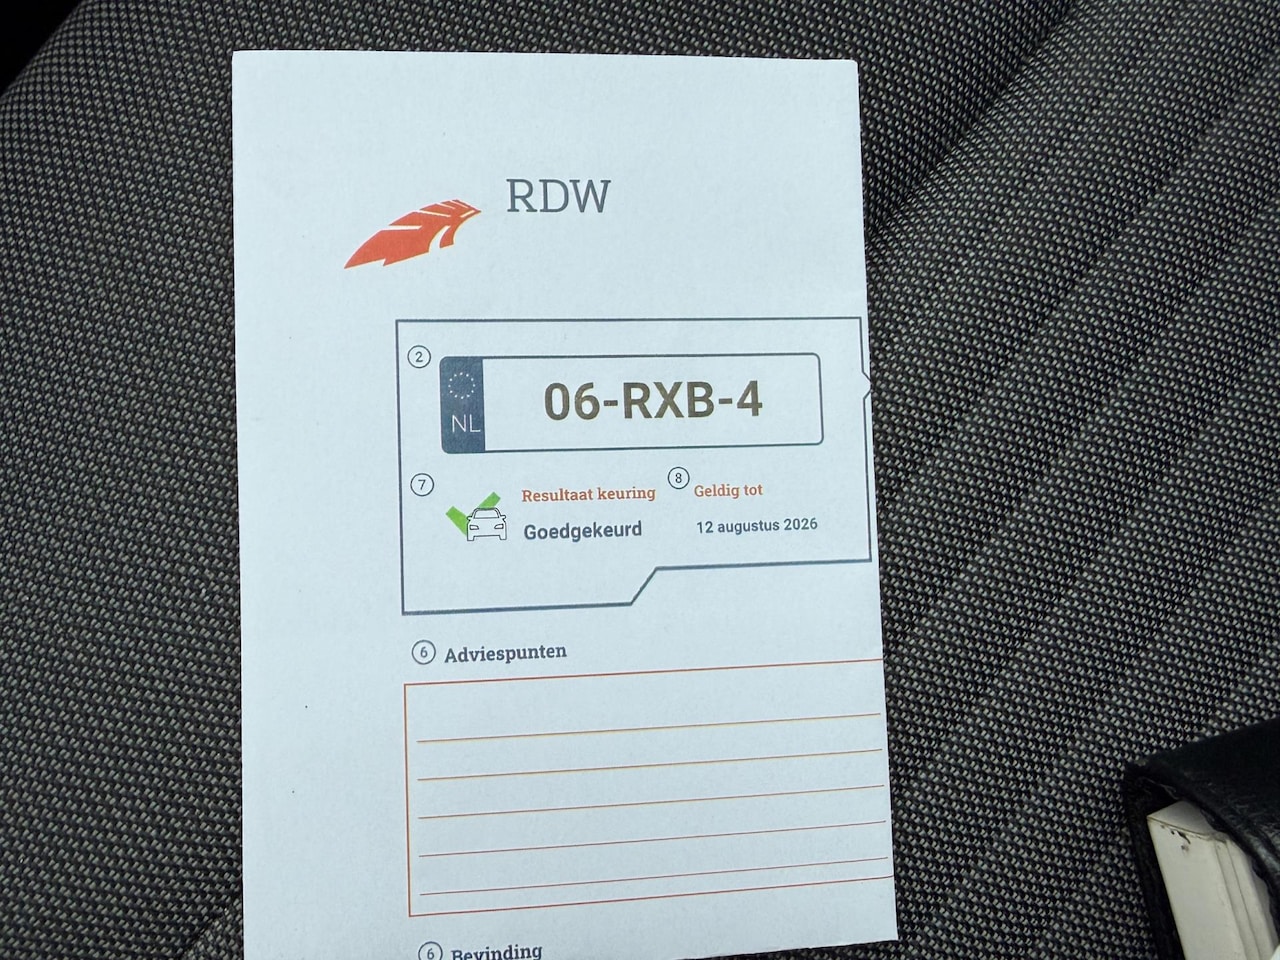 RDW
2
NL
06-RXB-4
7
Resultaat keuring
Goedgekeurd
8
Geldig tot
12 augustus 2026
6 Adviespunten
6 Bevinding